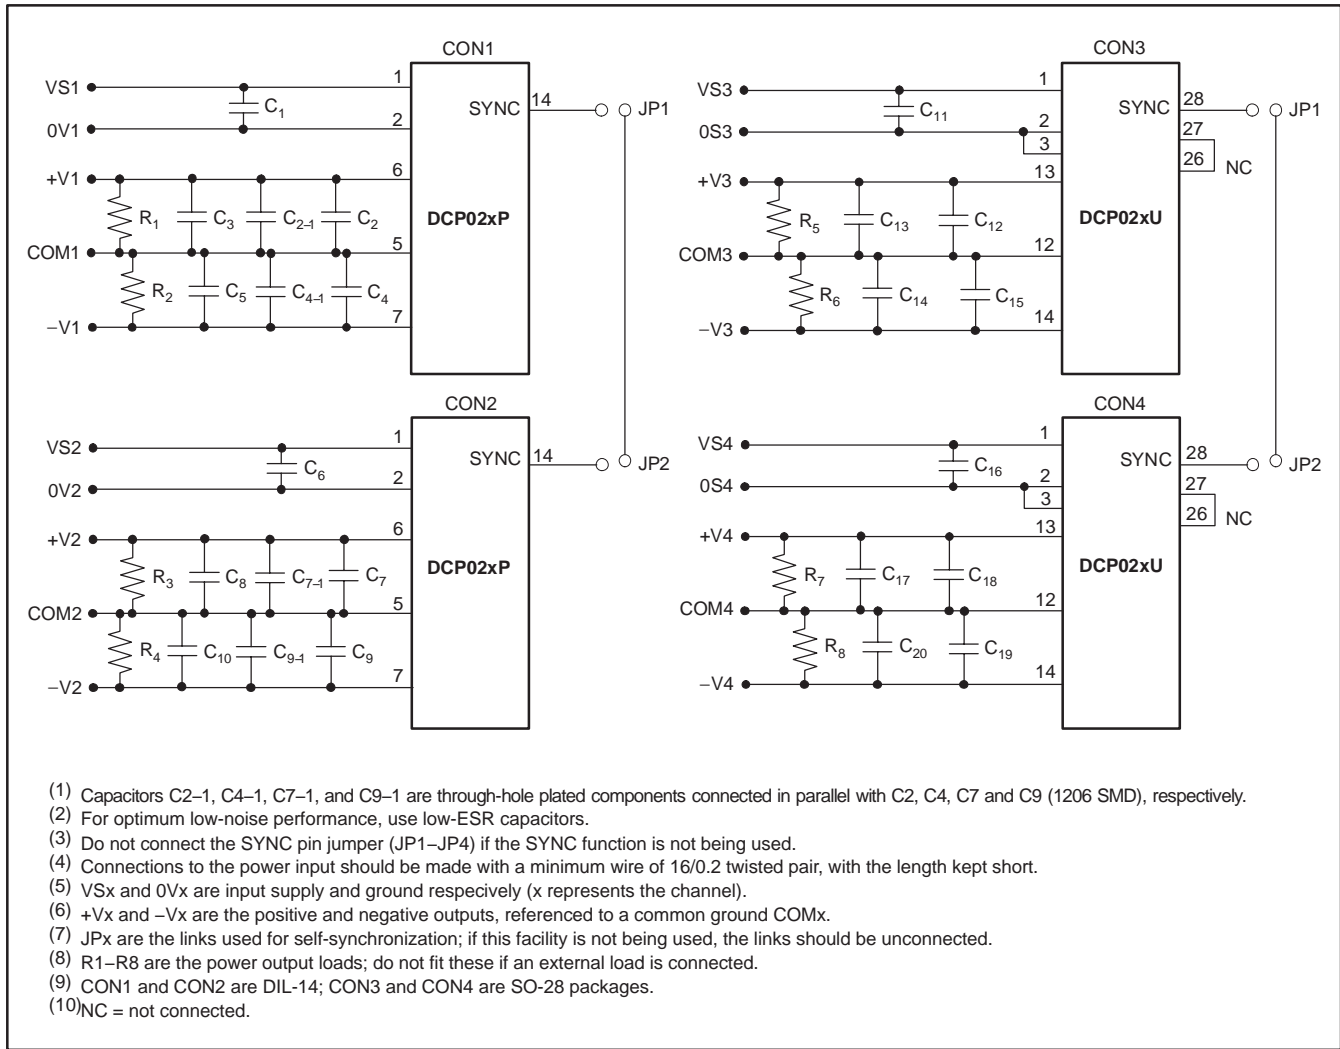 CON1
VS1
1
C1
SYNC 14
JP1
0V1
2
+V1
6
R1 C3 C2–1 C2
DCP02xP
COM1
5
R2 C5 C4–1 C4
−V1
7
CON2
VS2
1
C6
SYNC 14
JP2
0V2
2
+V2
6
R3 C8 C7–1 C7
DCP02xP
COM2
5
R4 C10 C9–1 C9
−V2
7
CON3
VS3
1
C11
SYNC 28
JP1
0S3
2
3
27
26
NC
+V3
13
R5 C13 C12
DCP02xU
COM3
12
R6 C14 C15
−V3
14
CON4
VS4
1
C16
SYNC 28
JP2
0S4
2
3
27
26
NC
+V4
13
R7 C17 C18
DCP02xU
COM4
12
R8 C20 C19
−V4
14
(1) Capacitors C2–1, C4–1, C7–1, and C9–1 are through-hole plated components connected in parallel with C2, C4, C7 and C9 (1206 SMD), respectively.
(2) For optimum low-noise performance, use low-ESR capacitors.
(3) Do not connect the SYNC pin jumper (JP1–JP4) if the SYNC function is not being used.
(4) Connections to the power input should be made with a minimum wire of 16/0.2 twisted pair, with the length kept short.
(5) VSx and 0Vx are input supply and ground respecively (x represents the channel).
(6) +Vx and −Vx are the positive and negative outputs, referenced to a common ground COMx.
(7) JPx are the links used for self-synchronization; if this facility is not being used, the links should be unconnected.
(8) R1–R8 are the power output loads; do not fit these if an external load is connected.
(9) CON1 and CON2 are DIL-14; CON3 and CON4 are SO-28 packages.
(10) NC = not connected.